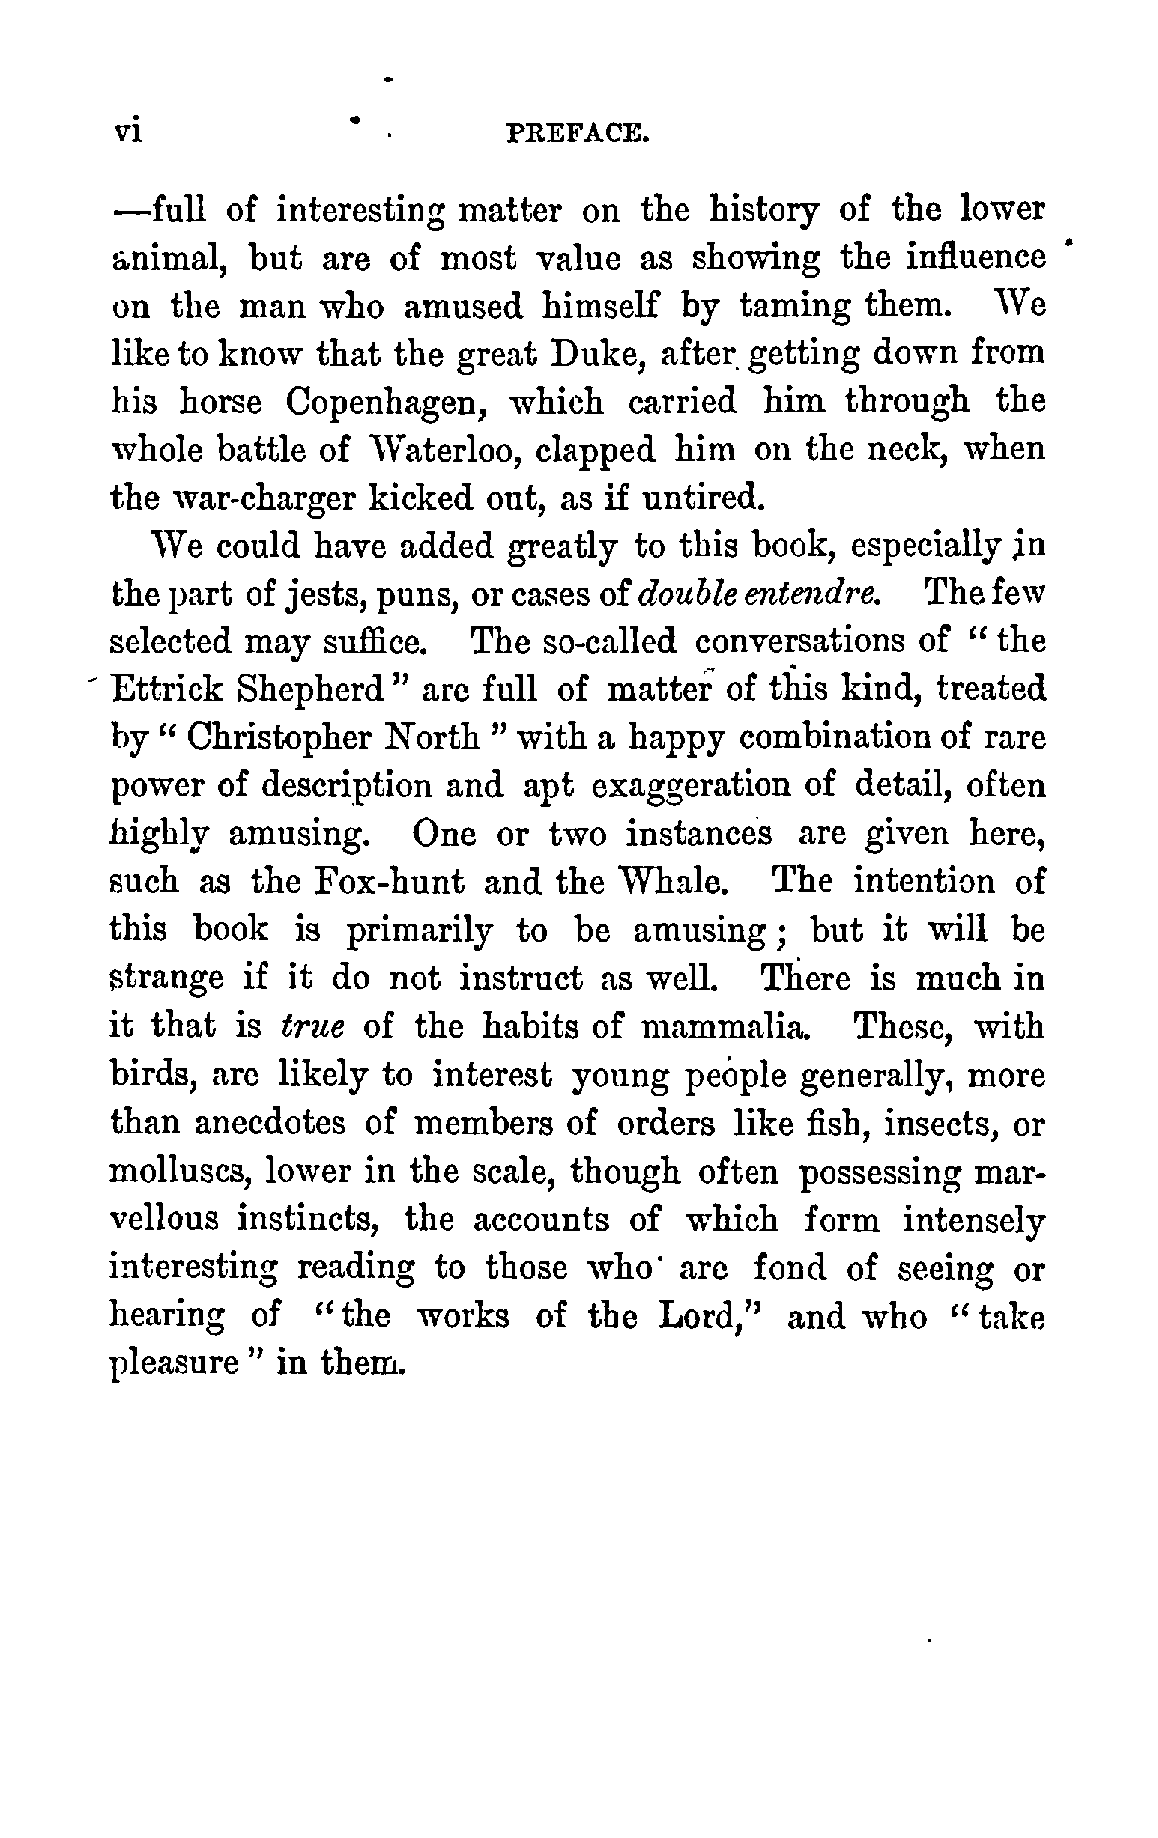 vi PREFACE.
—full of interesting matter on the history of the lower
animal, but are of most value as showing the influence
on the man who amused himself by taming them. We
like to know that the great Duke, after getting down from
his horse Copenhagen, which carried him through the
whole battle of Waterloo, clapped him on the neck, when
the war-charger kicked out, as if untired.
We could have added greatly to this book, especially in
the part of jests, puns, or cases of double entendre. The few
selected may suffice. The so-called conversations of “ the
Ettrick Shepherd ” are full of matter of this kind, treated
by “ Christopher North ” with a happy combination of rare
power of description and apt exaggeration of detail, often
highly amusing. One or two instances are given here,
such as the Fox-hunt and the Whale. The intention of
this book is primarily to be amusing ; but it will be
strange if it do not instruct as well. There is much in
it that is true of the habits of mammalia. These, with
birds, are likely to interest young people generally, more
than anecdotes of members of orders like fish, insects, or
molluscs, lower in the scale, though often possessing mar-
vellous instincts, the accounts of which form intensely
interesting reading to those who are fond of seeing or
hearing of “the works of the Lord,” and who “ take
pleasure ” in them.